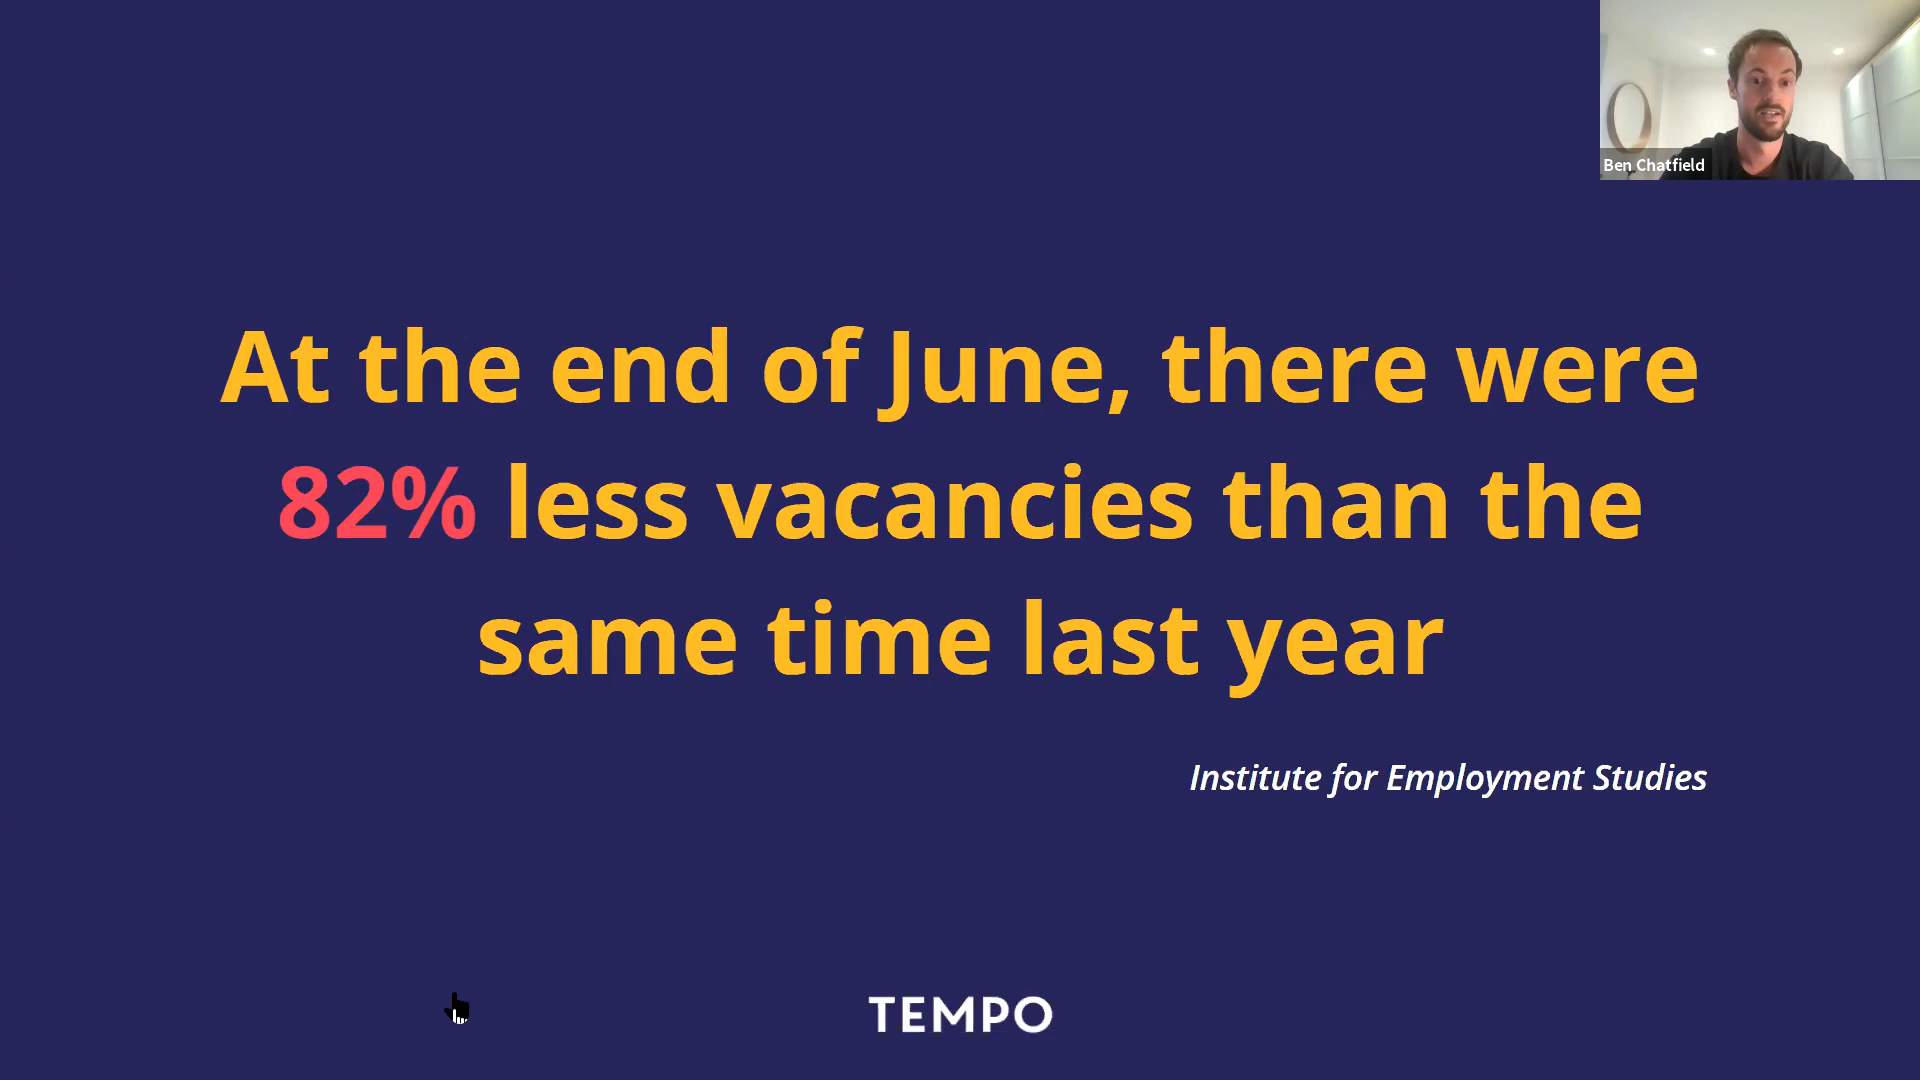 Ben Chatfield
At the end of June, there were
82% less vacancies than the
same time last year
Institute for Employment Studies
TEMPO